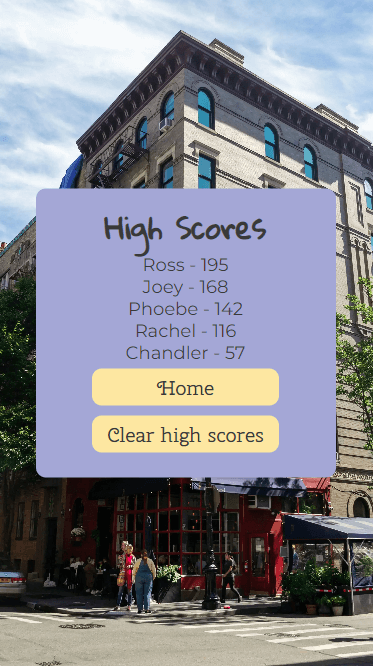 High Scores
Ross - 195
Joey - 168
Phoebe - 142
Rachel - 116
Chandler - 57
Home
Clear high scores